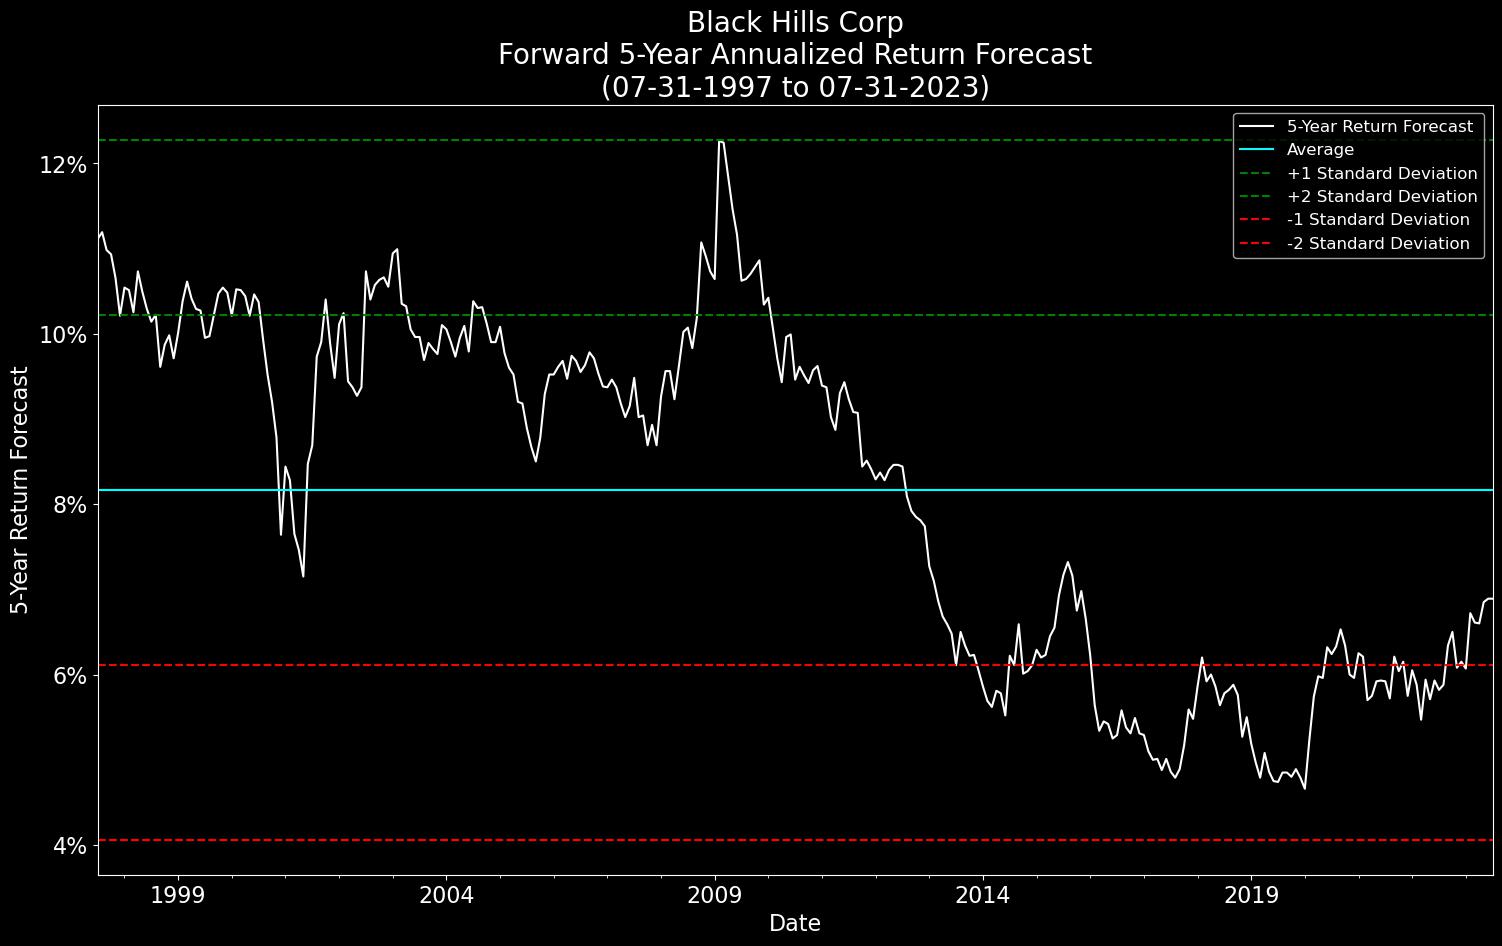 Black Hills Corp
Forward 5-Year Annualized Return Forecast
(07-31-1997 to 07-31-2023)
5-Year Return Forecast
Average
+1 Standard Deviation
+2 Standard Deviation
-1 Standard Deviation
-2 Standard Deviation
12%
10%
8%
6%
4%
5-Year Return Forecast
1999
2004
2009
2014
2019
Date